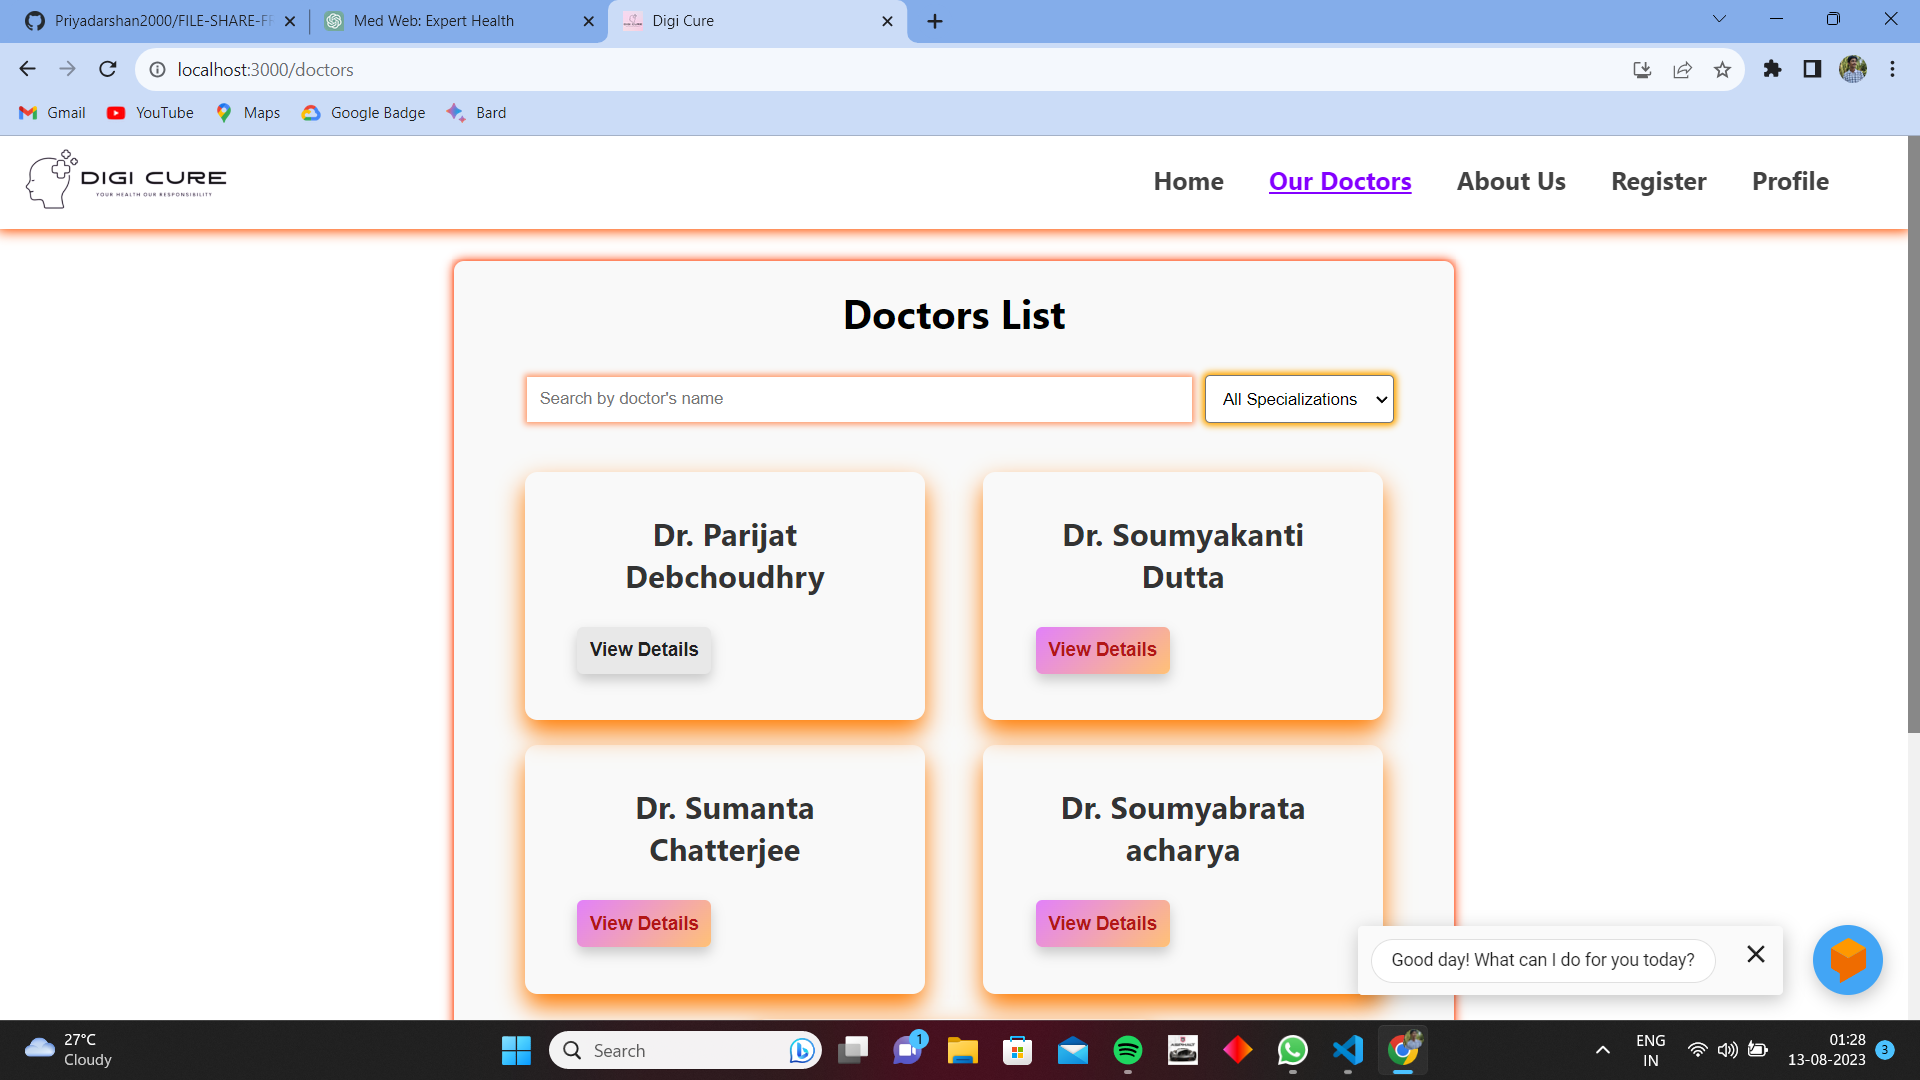 Priyadarshan2000/FILE-SHARE-FR
Med Web: Expert Health
Digi Cure
localhost:3000/doctors
Gmail
YouTube
Maps
Google Badge
Bard
DIGI CURE
YOUR HEALTH OUR RESPONSIBILITY
Home
Our Doctors
About Us
Register
Profile
Doctors List
Search by doctor's name
All Specializations
Dr. Parijat
Debchoudhry
View Details
Dr. Soumyakanti
Dutta
View Details
Dr. Sumanta
Chatterjee
View Details
Dr. Soumyabrata
acharya
View Details
Good day! What can I do for you today?
27°C
Cloudy
Search
1
ASPHALT
ENG
IN
01:28
13-08-2023
3